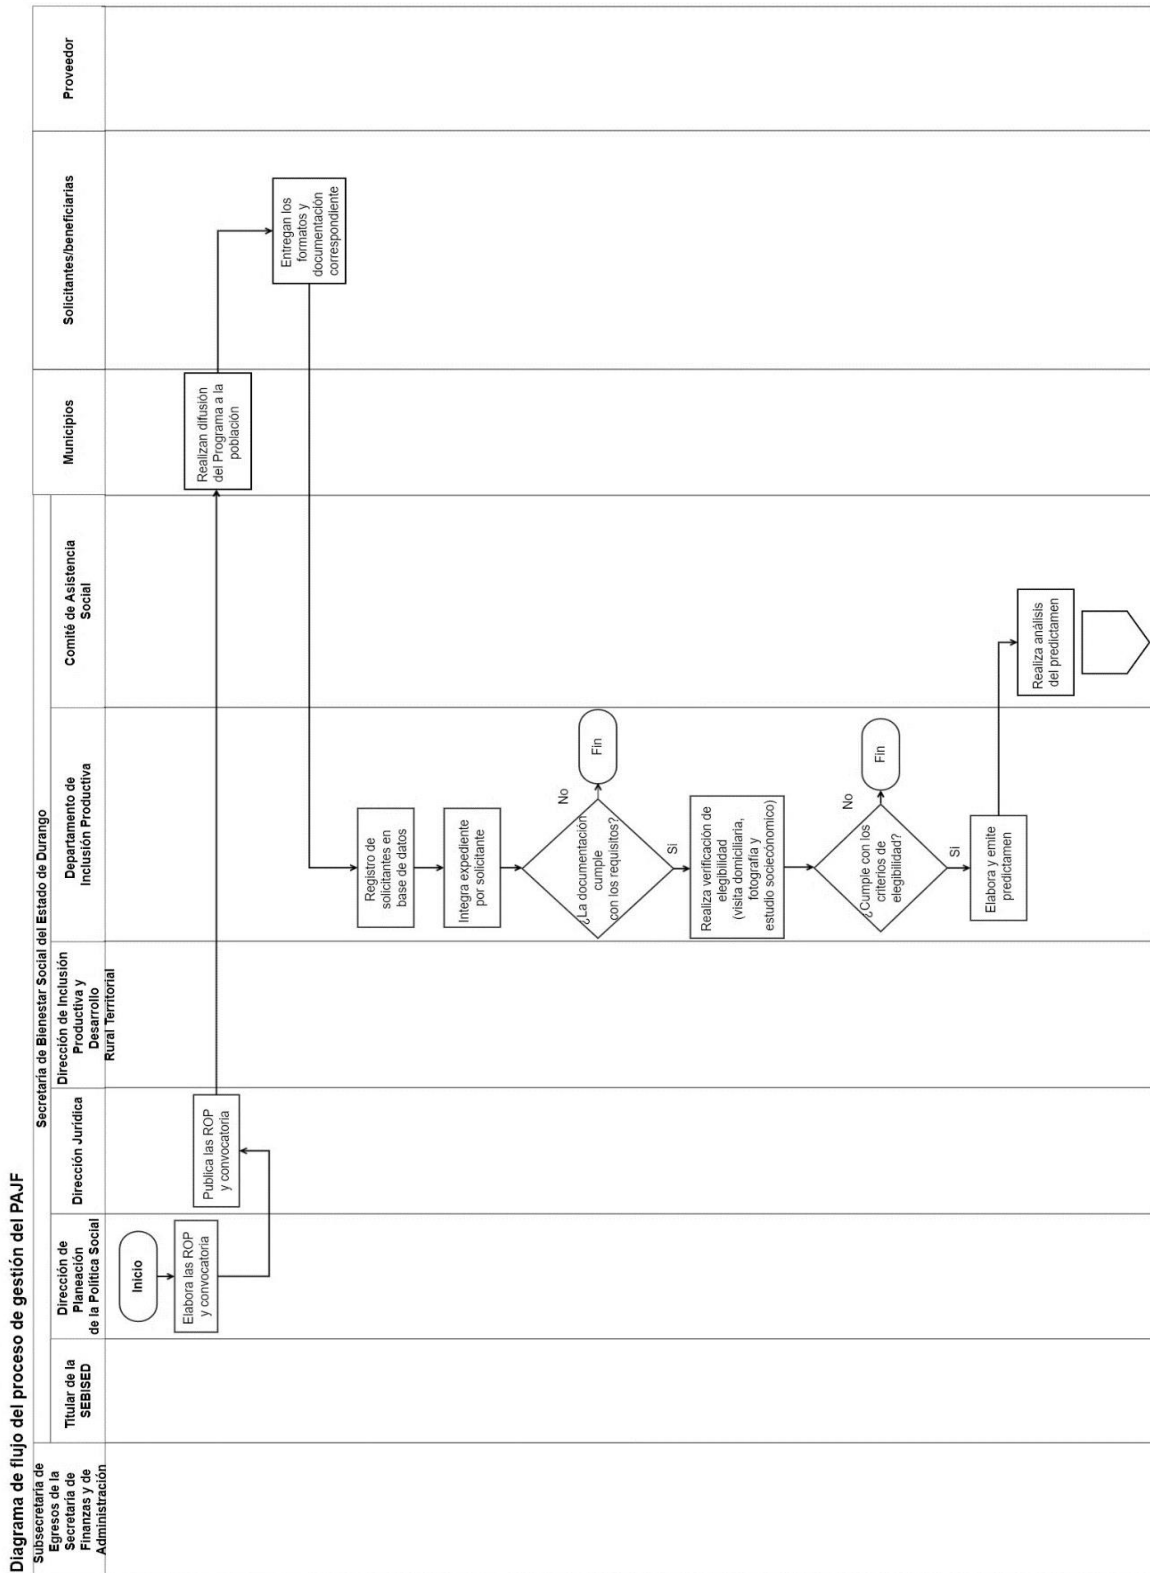 Diagrama de flujo del proceso de gestión del PAJF
Subsecretaría de
Egresos de la
Secretaría de
Finanzas y de
Administración
Secretaría de Bienestar Social del Estado de Durango
Titular de la
SEBISED
Dirección de
Planeación
de la Política Social
Dirección Jurídica
Dirección de Inclusión
Productiva y
Desarrollo
Rural Territorial
Departamento de
Inclusión Productiva
Comité de Asistencia
Social
Municipios
Solicitantes/beneficiarias
Proveedor
Inicio
Elabora las ROP
y convocatoria
Publica las ROP
y convocatoria
Realizan difusión
del Programa a la
población
Entregan los
formatos y
documentación
correspondiente
Registro de
solicitantes en
base de datos
Integra expediente
por solicitante
¿La documentación
cumple
con los requisitos?
No
Fin
Si
Realiza verificación de
elegibilidad
(visita domiciliaria,
fotografía y
estudio sociecónomico)
¿Cumple con los
criterios de
elegibilidad?
No
Fin
Si
Elabora y emite
predictamen
Realiza análisis
del predictamen